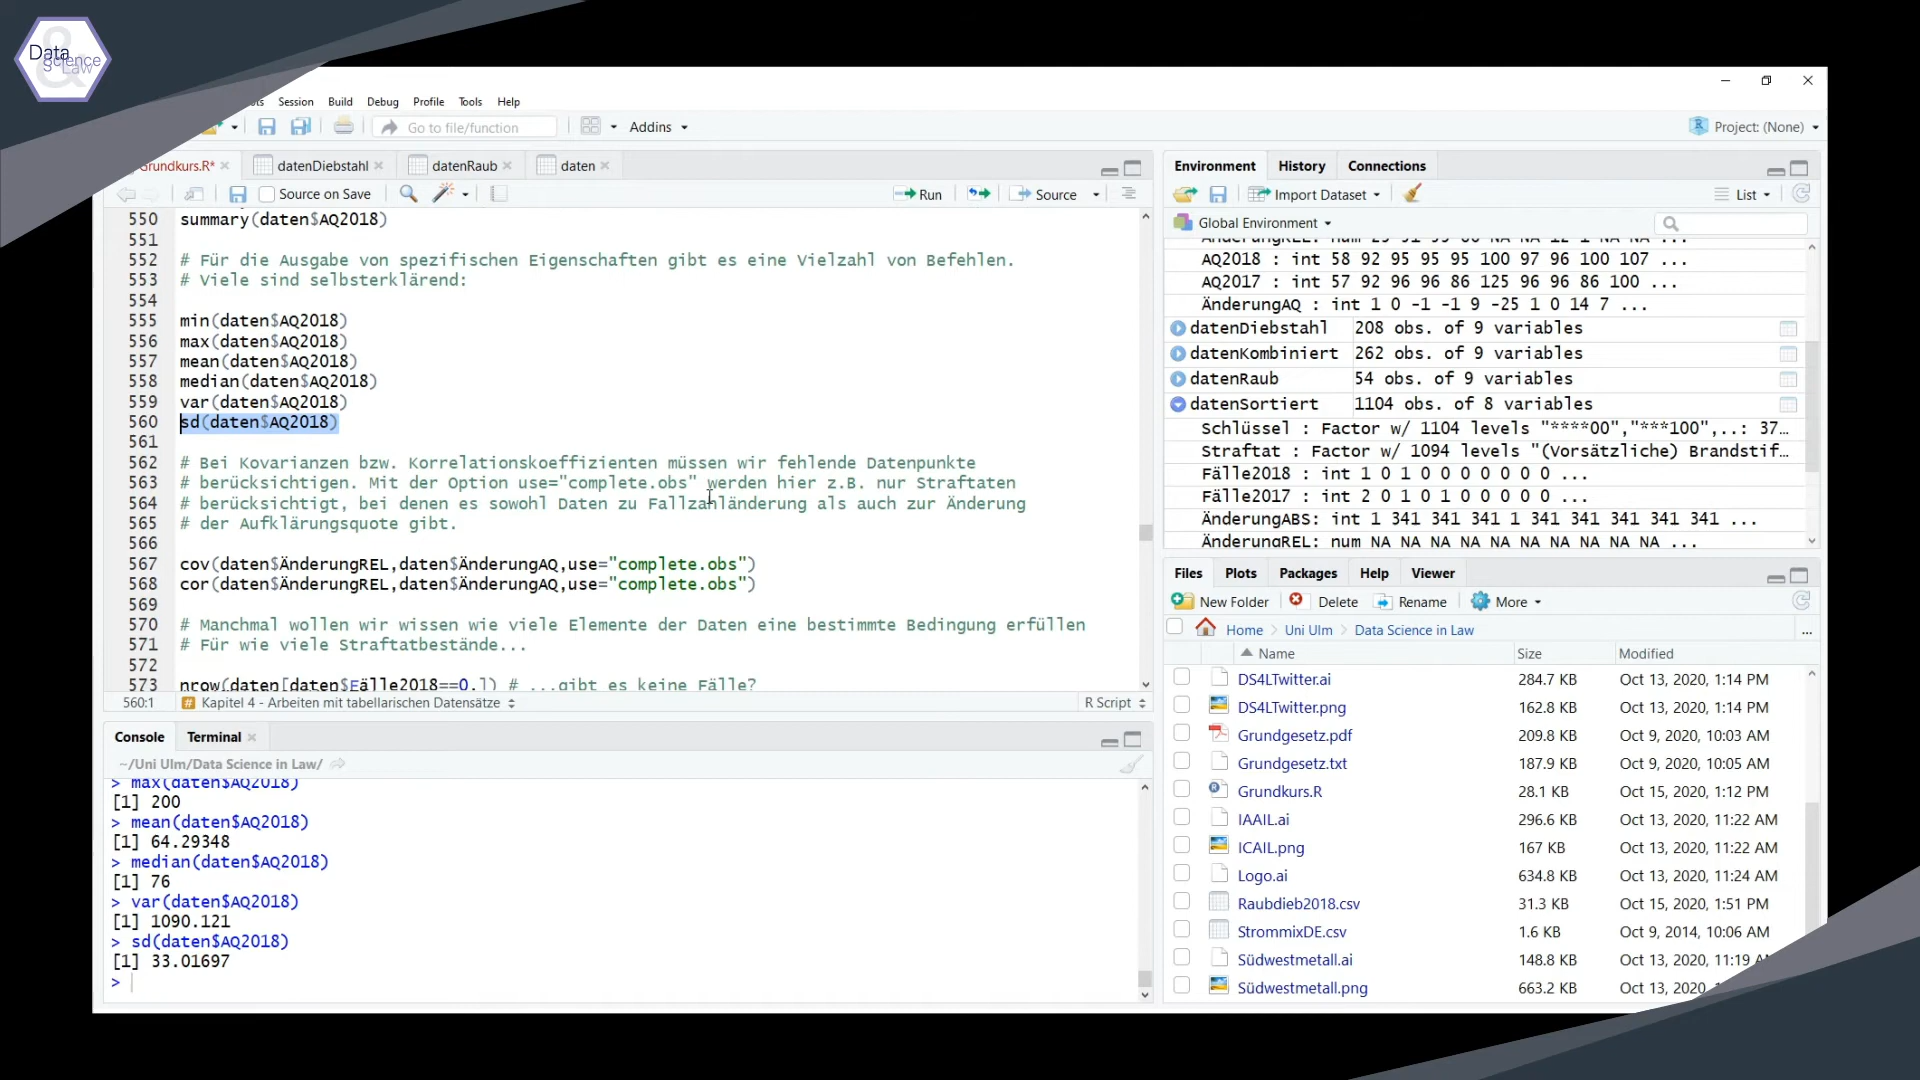 Data
Science
&
Law
Session Build Debug Profile Tools Help
Go to file/function
Addins
Project: (None)
Grundkurs.R*
datenDiebstahl
datenRaub
daten
Source on Save
Run
Source
550 summary(daten$AQ2018)
551
552 # Für die Ausgabe von spezifischen Eigenschaften gibt es eine Vielzahl von Befehlen.
553 # Viele sind selbsterklärend:
554
555 min(daten$AQ2018)
556 max(daten$AQ2018)
557 mean(daten$AQ2018)
558 median(daten$AQ2018)
559 var(daten$AQ2018)
560 sd(daten$AQ2018)
561
562 # Bei Kovarianzen bzw. Korrelationskoeffizienten müssen wir fehlende Datenpunkte
563 # berücksichtigen. Mit der Option use="complete.obs" werden hier z.B. nur Straftaten
564 # berücksichtigt, bei denen es sowohl Daten zu Fallzahländerung als auch zur Änderung
565 # der Aufklärungsquote gibt.
566
567 cov(daten$ÄnderungREL,daten$ÄnderungAQ,use="complete.obs")
568 cor(daten$ÄnderungREL,daten$ÄnderungAQ,use="complete.obs")
569
570 # Manchmal wollen wir wissen wie viele Elemente der Daten eine bestimmte Bedingung erfüllen
571 # Für wie viele Straftatbestände...
572
573 nrow(daten[daten$Fälle2018==0,]) # ...gibt es keine Fälle?
560:1 # Kapitel 4 - Arbeiten mit tabellarischen Datensätze R Script
Console Terminal
~/Uni Ulm/Data Science in Law/
> max(daten$AQ2018)
[1] 200
> mean(daten$AQ2018)
[1] 64.29348
> median(daten$AQ2018)
[1] 76
> var(daten$AQ2018)
[1] 1090.121
> sd(daten$AQ2018)
[1] 33.01697
>
Environment History Connections
Import Dataset
List
Global Environment
AQ2018 : int 58 92 95 95 95 100 97 96 100 107 ...
AQ2017 : int 57 92 96 96 86 125 96 96 86 100 ...
ÄnderungAQ : int 1 0 -1 -1 9 -25 1 0 14 7 ...
datenDiebstahl 208 obs. of 9 variables
datenKombiniert 262 obs. of 9 variables
datenRaub 54 obs. of 9 variables
datenSortiert 1104 obs. of 8 variables
Schlüssel : Factor w/ 1104 levels "****00","***100",..: 37…
Straftat : Factor w/ 1094 levels "(Vorsätzliche) Brandstif…
Fälle2018 : int 1 0 1 0 0 0 0 0 0 0 ...
Fälle2017 : int 2 0 1 0 1 0 0 0 0 0 ...
ÄnderungABS: int 1 341 341 341 1 341 341 341 341 341 ...
ÄnderungREL: num NA NA NA NA NA NA NA NA NA NA ...
Files Plots Packages Help Viewer
New Folder Delete Rename More
Home Uni Ulm Data Science in Law ...
Name Size Modified
DS4LTwitter.ai 284.7 KB Oct 13, 2020, 1:14 PM
DS4LTwitter.png 162.8 KB Oct 13, 2020, 1:14 PM
Grundgesetz.pdf 209.8 KB Oct 9, 2020, 10:03 AM
Grundgesetz.txt 187.9 KB Oct 9, 2020, 10:05 AM
Grundkurs.R 28.1 KB Oct 15, 2020, 1:12 PM
IAAIL.ai 296.6 KB Oct 13, 2020, 11:22 AM
ICAIL.png 167 KB Oct 13, 2020, 11:22 AM
Logo.ai 634.8 KB Oct 13, 2020, 11:24 AM
Raubdieb2018.csv 31.3 KB Oct 15, 2020, 1:51 PM
StrommixDE.csv 1.6 KB Oct 9, 2014, 10:06 AM
Südwestmetall.ai 148.8 KB Oct 13, 2020, 11:19
Südwestmetall.png 663.2 KB Oct 13, 2020,